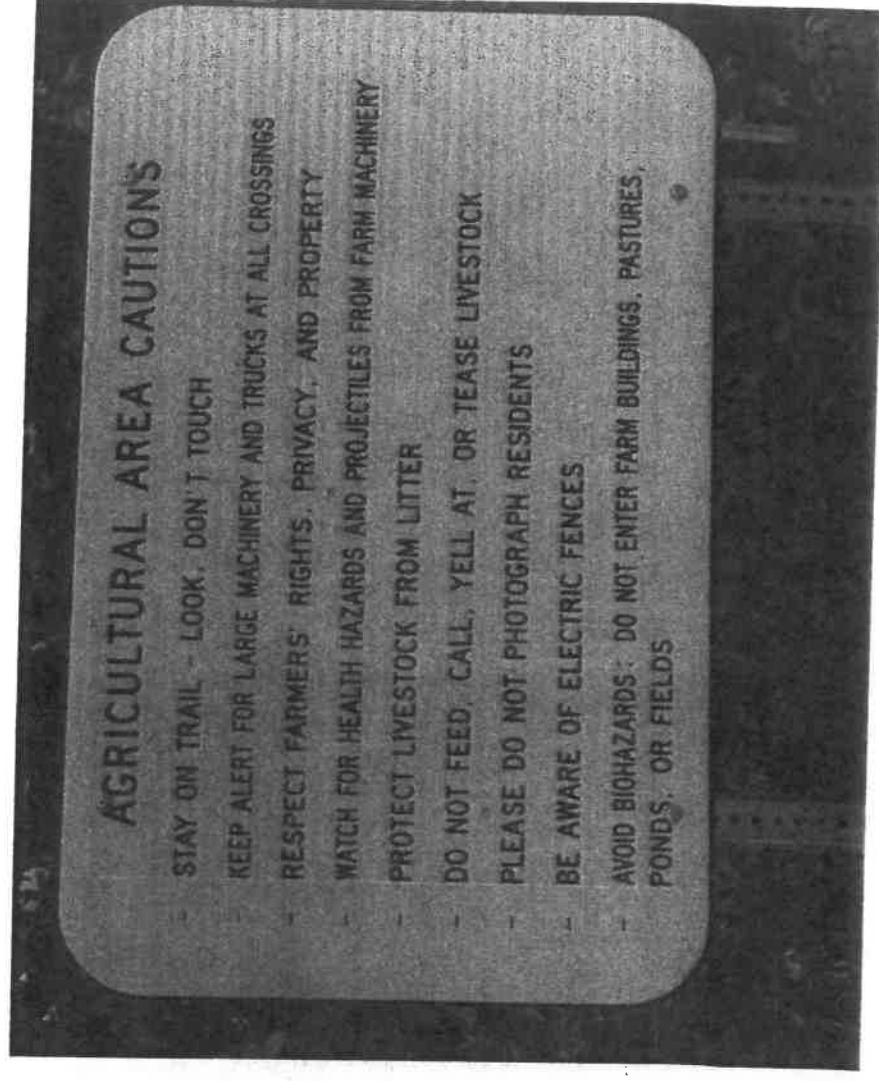 AGRICULTURAL AREA CAUTIONS
- STAY ON TRAIL - LOOK, DON'T TOUCH
- KEEP ALERT FOR LARGE MACHINERY AND TRUCKS AT ALL CROSSINGS
- RESPECT FARMERS' RIGHTS, PRIVACY, AND PROPERTY
- WATCH FOR HEALTH HAZARDS AND PROJECTILES FROM FARM MACHINERY
- PROTECT LIVESTOCK FROM LITTER
- DO NOT FEED, CALL, YELL AT, OR TEASE LIVESTOCK
- PLEASE DO NOT PHOTOGRAPH RESIDENTS
- BE AWARE OF ELECTRIC FENCES
- AVOID BIOHAZARDS: DO NOT ENTER FARM BUILDINGS, PASTURES,
PONDS, OR FIELDS